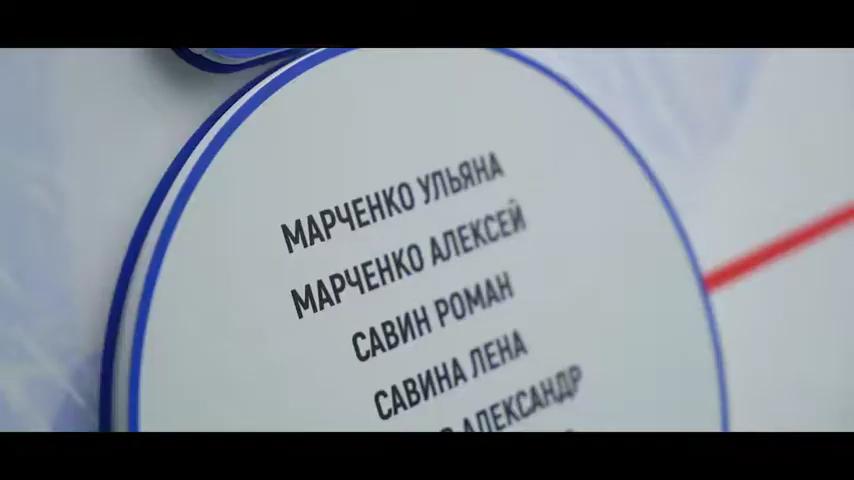 МАРЧЕНКО УЛЬЯНА
МАРЧЕНКО АЛЕКСЕЙ
САВИН РОМАН
САВИНА ЛЕНА
АЛЕКСАНДР